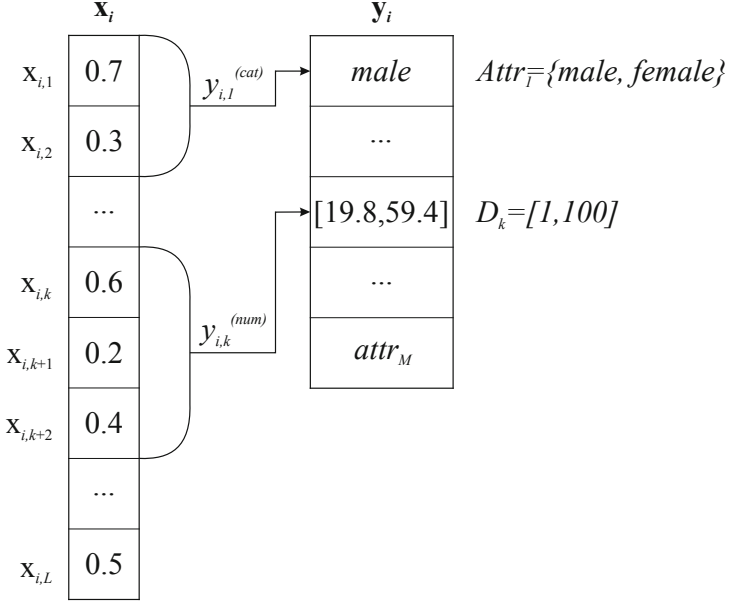 x_i y_i
x_{i,1} 0.7 y_{i,1}^{(cat)} male Attr_1={male, female}
x_{i,2} 0.3 ...
... [19.8,59.4] D_k=[1,100]
x_{i,k} 0.6 y_{i,k}^{(num)} ...
x_{i,k+1} 0.2 attr_M
x_{i,k+2} 0.4
...
x_{i,L} 0.5